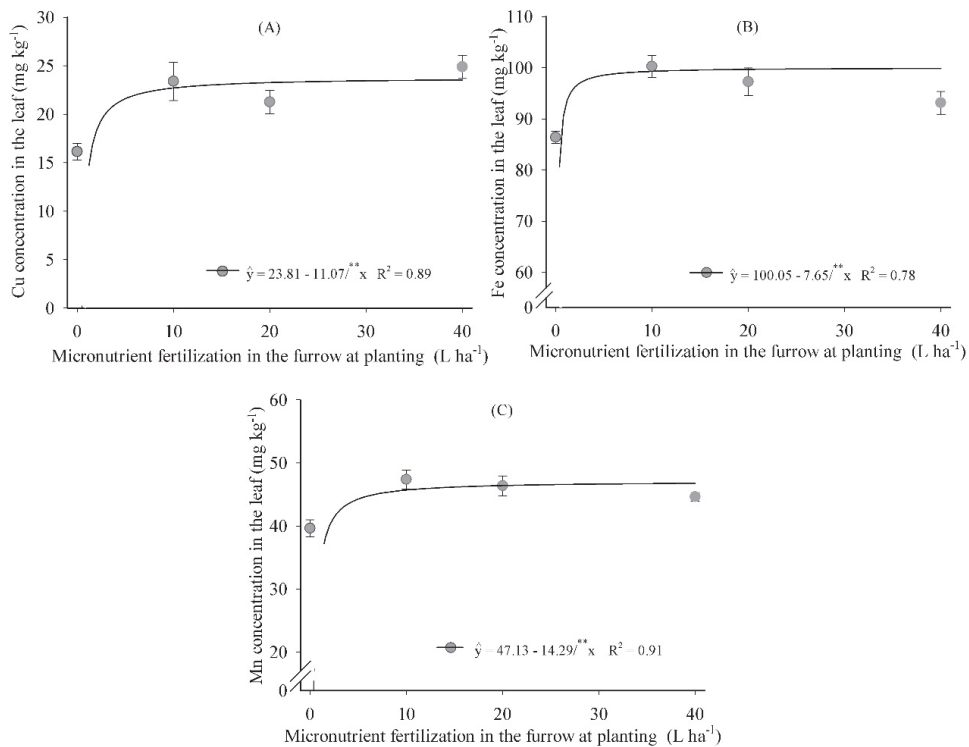 (A)
Cu concentration in the leaf (mg kg⁻¹)
30
25
20
15
10
5
0
ŷ = 23.81 - 11.07/**x R² = 0.89
0 10 20 30 40
Micronutrient fertilization in the furrow at planting (L ha⁻¹)
(B)
Fe concentration in the leaf (mg kg⁻¹)
110
100
90
80
70
60
0
ŷ = 100.05 - 7.65/**x R² = 0.78
0 10 20 30 40
Micronutrient fertilization in the furrow at planting (L ha⁻¹)
(C)
Mn concentration in the leaf (mg kg⁻¹)
60
50
40
30
20
0
ŷ = 47.13 - 14.29/**x R² = 0.91
0 10 20 30 40
Micronutrient fertilization in the furrow at planting (L ha⁻¹)